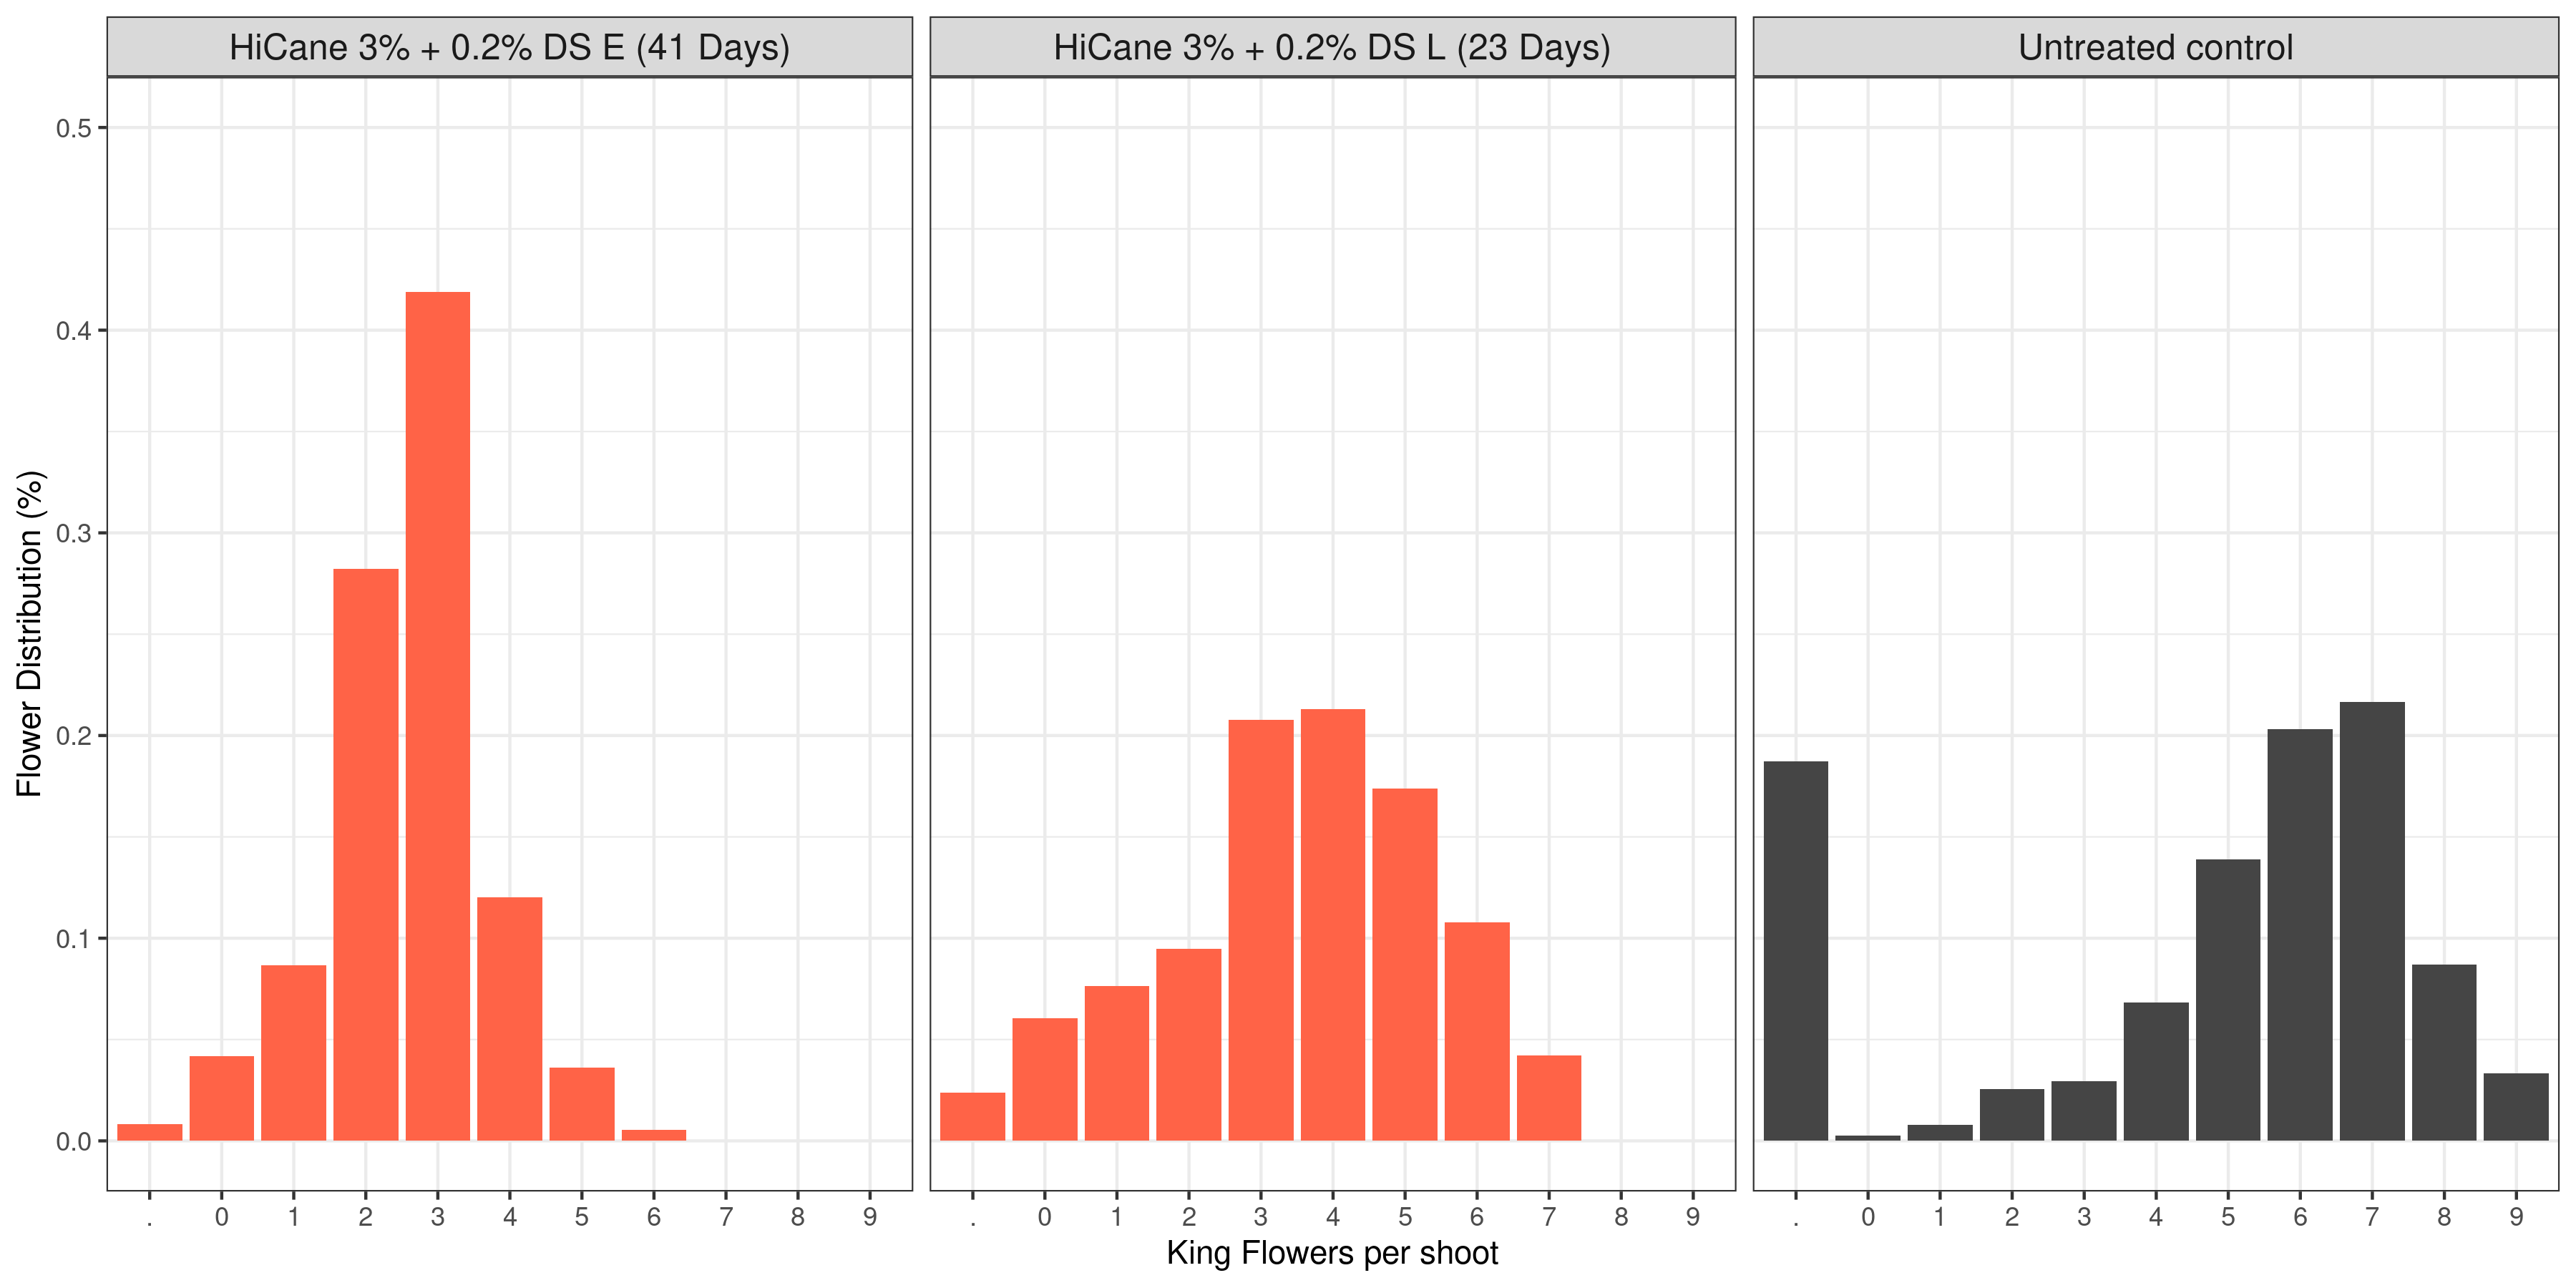 HiCane 3% + 0.2% DS E (41 Days)
HiCane 3% + 0.2% DS L (23 Days)
Untreated control
Flower Distribution (%)
0.5
0.4
0.3
0.2
0.1
0.0
. 0 1 2 3 4 5 6 7 8 9
. 0 1 2 3 4 5 6 7 8 9
. 0 1 2 3 4 5 6 7 8 9
King Flowers per shoot